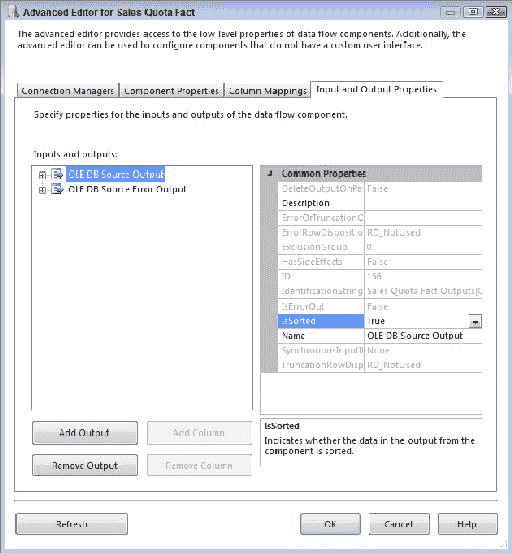 Advanced Editor for Sales Quota Fact
The advanced editor provides access to the low-level properties of data flow components. Additionally, the
advanced editor can be used to configure components that do not have a custom user interface.
Connection Managers
Component Properties
Column Mappings
Input and Output Properties
Specify properties for the inputs and outputs of the data flow component.
Inputs and outputs:
OLE DB Source Output
OLE DB Source Error Output
Common Properties
DeleteOutputOnPa False
Description
ErrorOrTruncationO
ErrorRowDispositio RD_NotUsed
ExclusionGroup 0
HasSideEffects False
ID 156
IdentificationString Sales Quota Fact.Outputs[O
IsErrorOut False
IsSorted True
Name OLE DB Source Output
SynchronousInputI None
TruncationRowDisp RD_NotUsed
IsSorted
Indicates whether the data in the output from the
component is sorted.
Add Output
Add Column
Remove Output
Remove Column
Refresh
OK
Cancel
Help